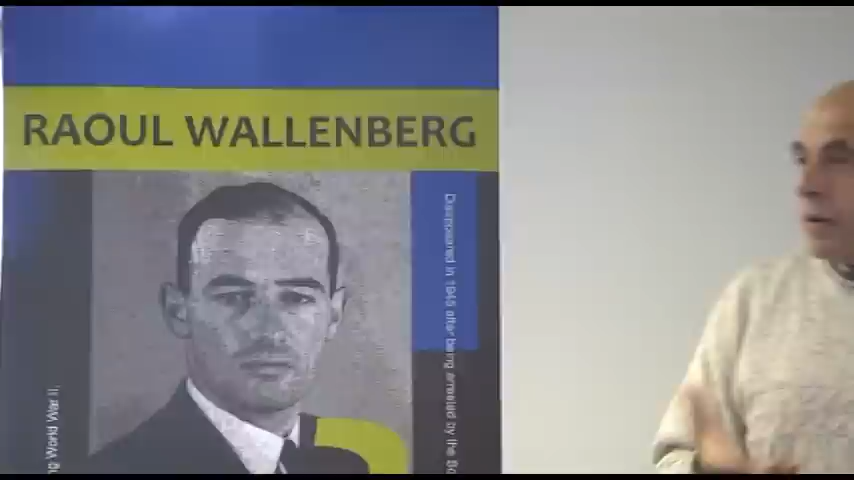 RAOUL WALLENBERG
Disappeared in 1945 after being arrested by the
World War II.